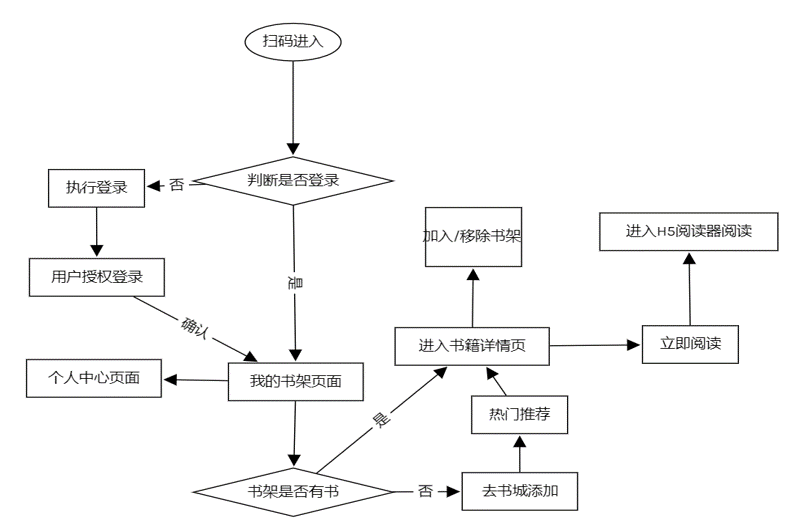 扫码进入
判断是否登录
否
执行登录
用户授权登录
确认
是
加入/移除书架
进入H5阅读器阅读
进入书籍详情页
立即阅读
个人中心页面
我的书架页面
是
热门推荐
书架是否有书
否
去书城添加